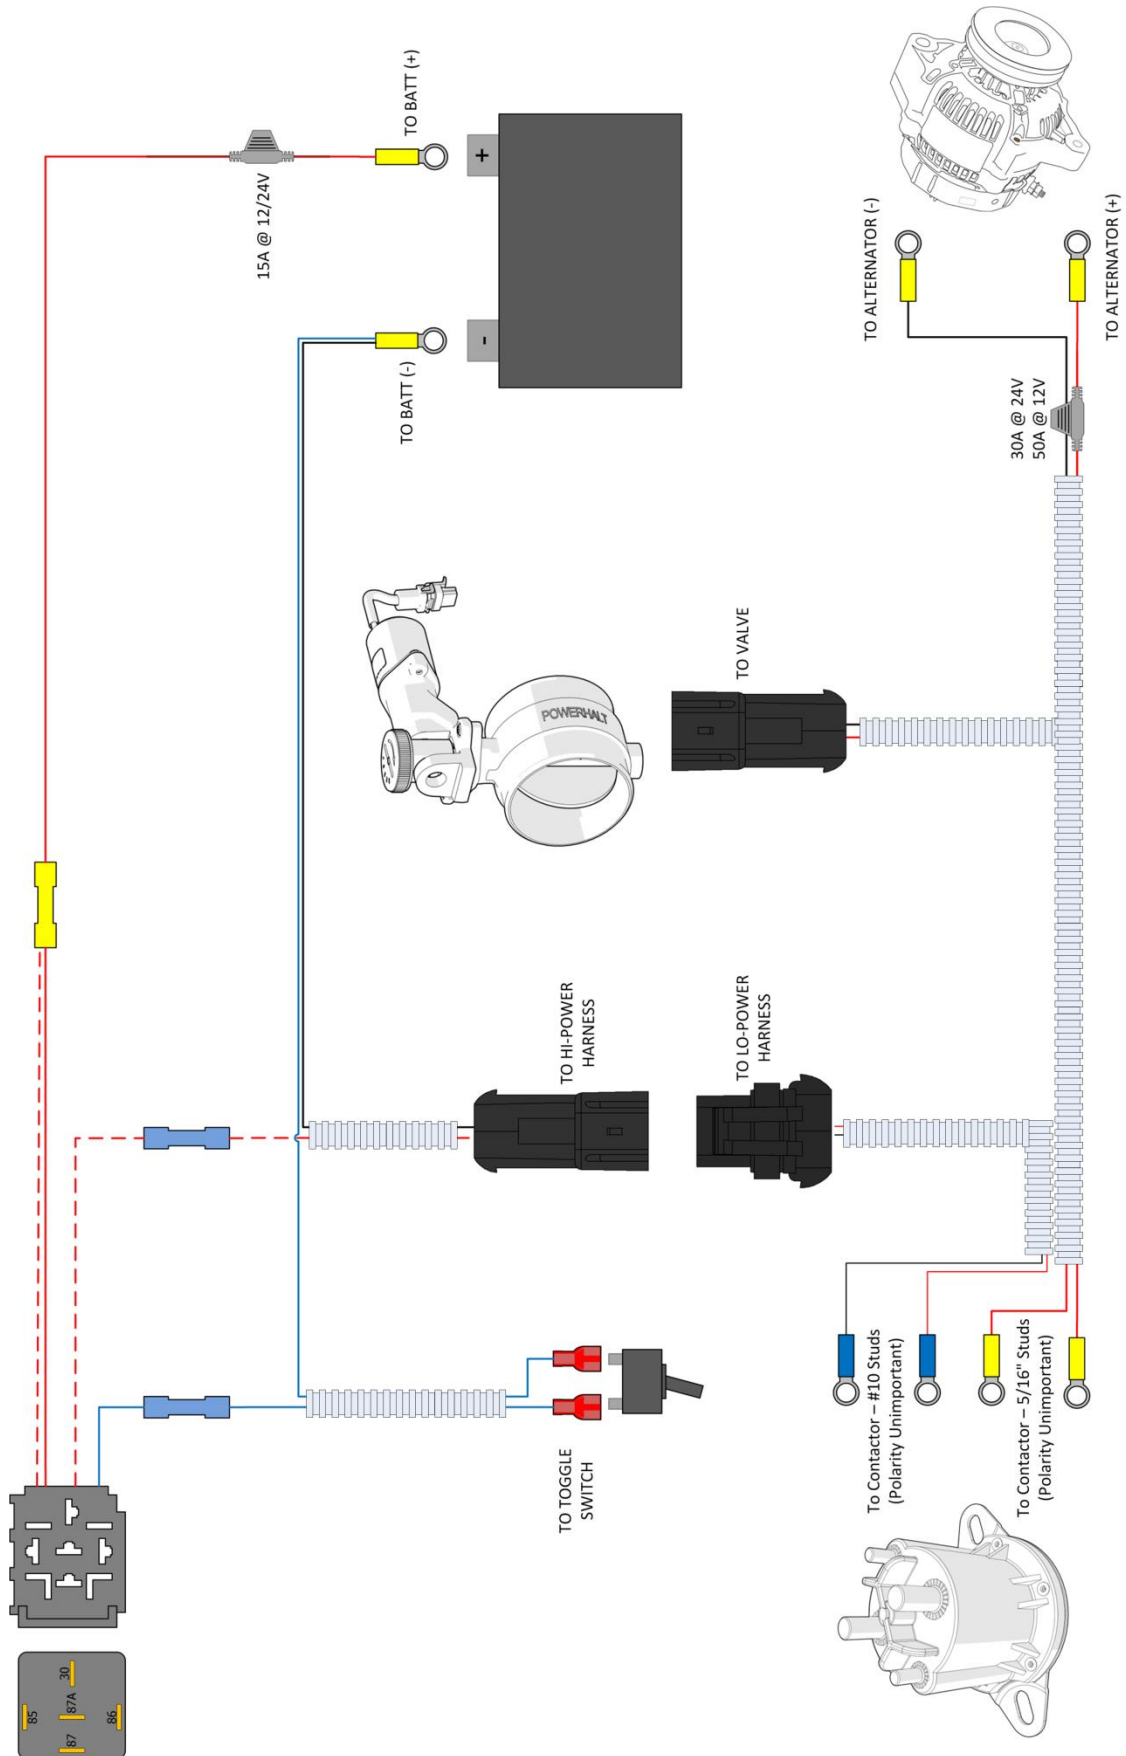 85
87
87A
30
86
15A @ 12/24V
TO BATT (+)
+
TO BATT (-)
-
TO HI-POWER
HARNESS
TO TOGGLE
SWITCH
POWERHALT
TO VALVE
TO LO-POWER
HARNESS
TO ALTERNATOR (-)
TO ALTERNATOR (+)
30A @ 24V
50A @ 12V
To Contactor – #10 Studs
(Polarity Unimportant)
To Contactor – 5/16" Studs
(Polarity Unimportant)